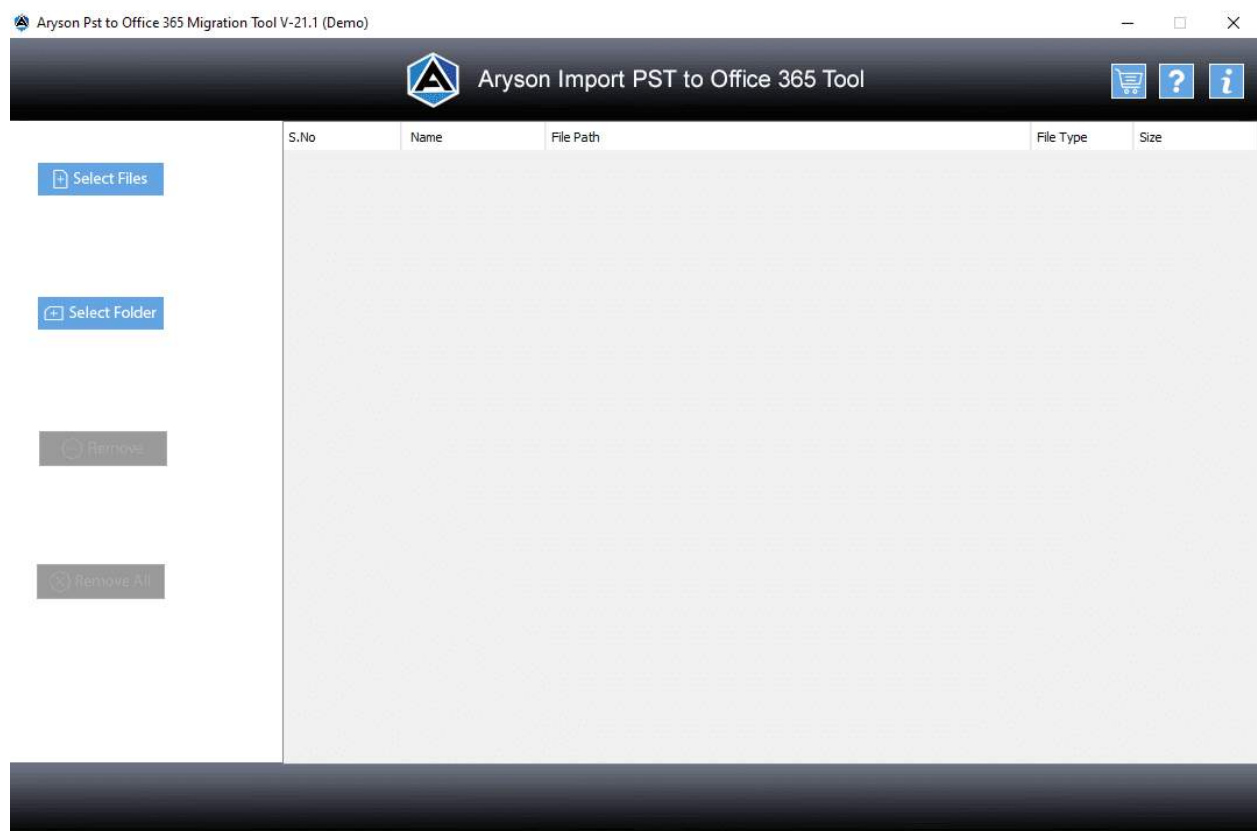 Aryson Pst to Office 365 Migration Tool V-21.1 (Demo)
Aryson Import PST to Office 365 Tool
S.No Name File Path File Type Size
Select Files
Select Folder
Remove
Remove All